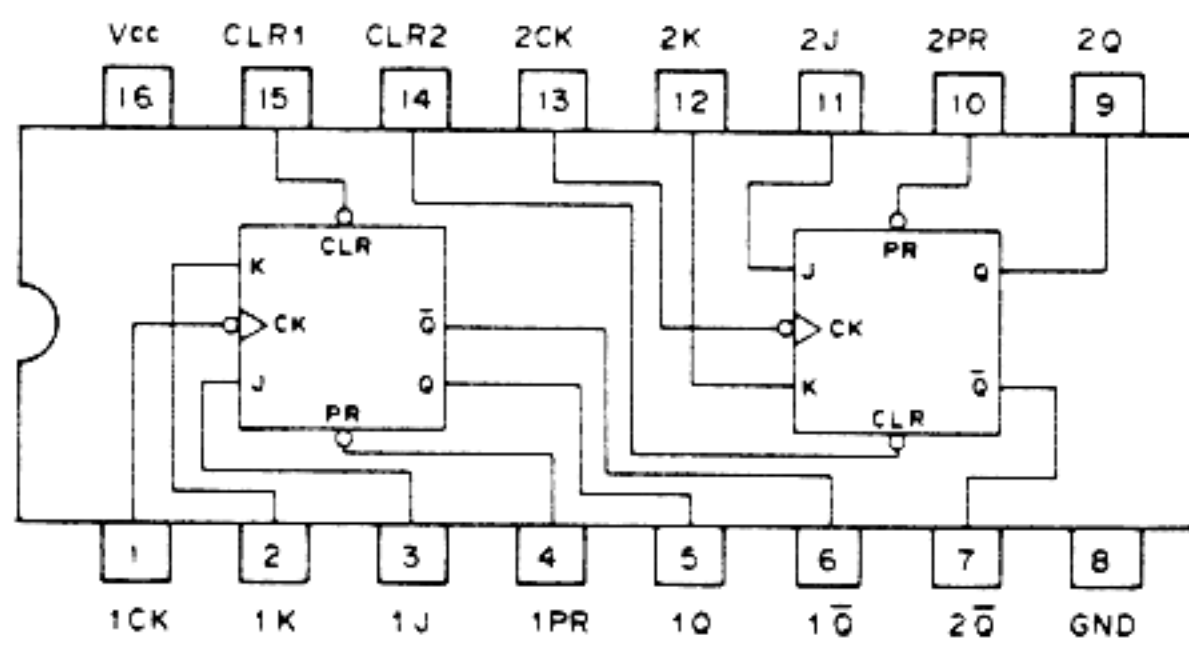 Vcc CLR1 CLR2 2CK 2K 2J 2PR 2Q
16 15 14 13 12 11 10 9
CLR PR
K J Q
CK Q̅ CK
J Q K Q̅
PR CLR
1 2 3 4 5 6 7 8
1CK 1K 1J 1PR 1Q 1Q̅ 2Q̅ GND